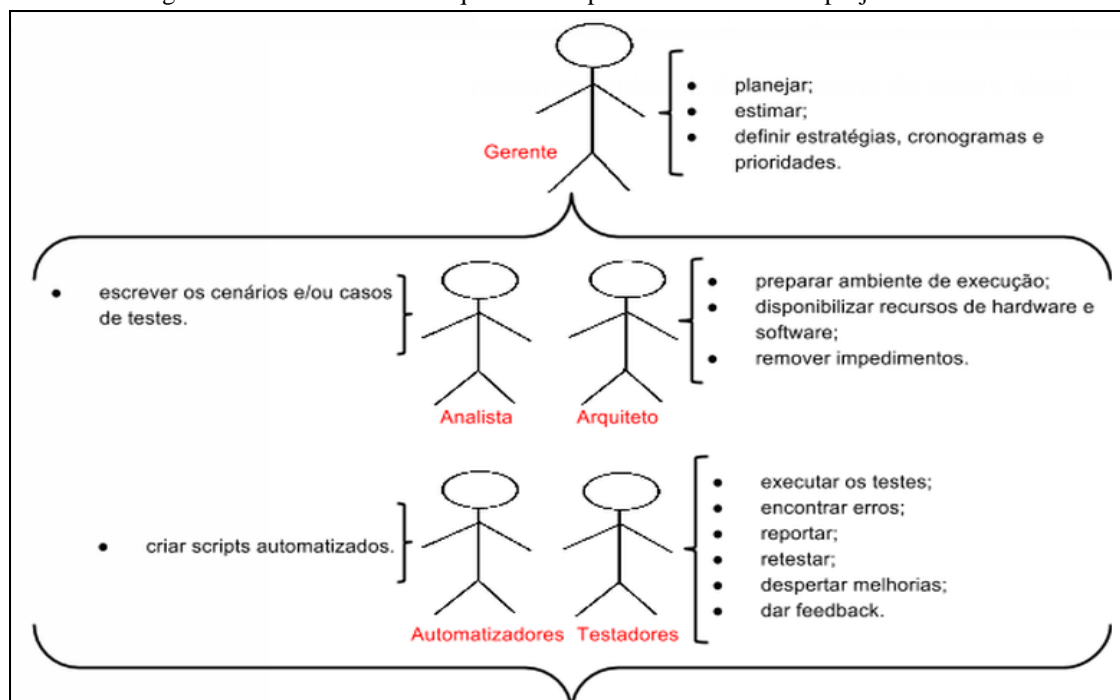 planejar;
estimar;
definir estratégias, cronogramas e
prioridades.
Gerente
escrever os cenários e/ou casos
de testes.
preparar ambiente de execução;
disponibilizar recursos de hardware e
software;
remover impedimentos.
Analista
Arquiteto
criar scripts automatizados.
executar os testes;
encontrar erros;
reportar;
retestar;
despertar melhorias;
dar feedback.
Automatizadores
Testadores